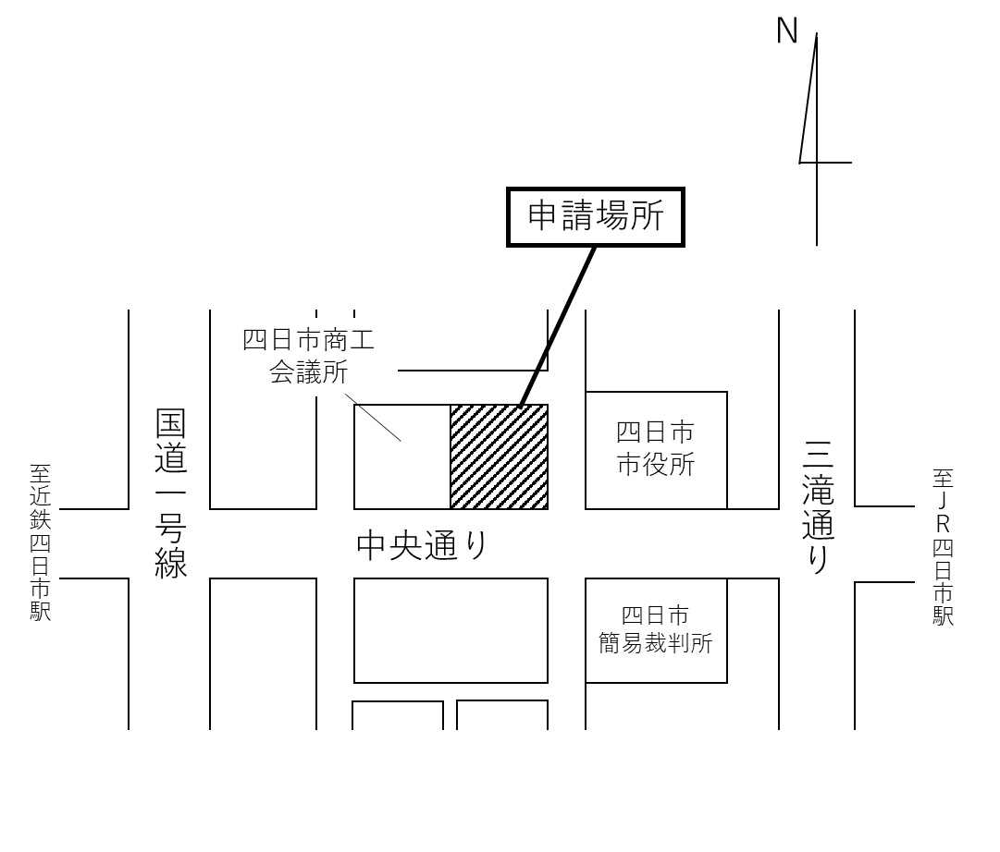 N
申請場所
四日市商工
会議所
国道一号線
四日市
市役所
三滝通り
至近鉄四日市駅
至JR四日市駅
中央通り
四日市
簡易裁判所